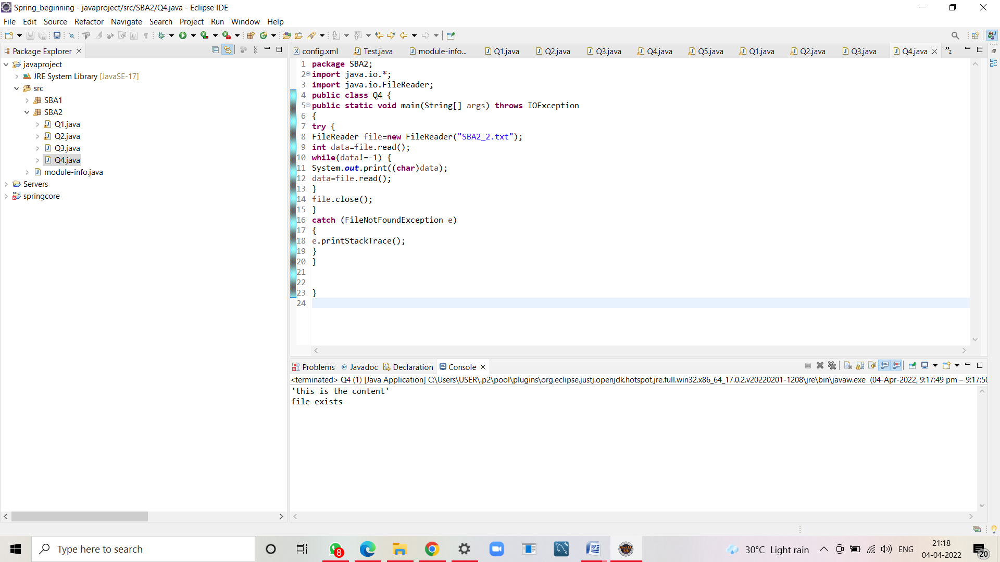 Spring_beginning - javaproject/src/SBA2/Q4.java - Eclipse IDE
File Edit Source Refactor Navigate Search Project Run Window Help
Package Explorer
javaproject
JRE System Library [JavaSE-17]
src
SBA1
SBA2
Q1.java
Q2.java
Q3.java
Q4.java
module-info.java
Servers
springcore
config.xml Test.java module-info... Q1.java Q2.java Q3.java Q4.java Q5.java Q1.java Q2.java Q3.java Q4.java »2
1 package SBA2;
2 import java.io.*;
3 import java.io.FileReader;
4 public class Q4 {
5 public static void main(String[] args) throws IOException
6 {
7 try {
8 FileReader file=new FileReader("SBA2_2.txt");
9 int data=file.read();
10 while(data!=-1) {
11 System.out.print((char)data);
12 data=file.read();
13 }
14 file.close();
15 }
16 catch (FileNotFoundException e)
17 {
18 e.printStackTrace();
19 }
20 }
21
22
23 }
24
Problems @ Javadoc Declaration Console
<terminated> Q4 (1) [Java Application] C:\Users\USER\.p2\pool\plugins\org.eclipse.justj.openjdk.hotspot.jre.full.win32.x86_64_17.0.2.v20220201-1208\jre\bin\javaw.exe (04-Apr-2022, 9:17:49 pm – 9:17:50
'this is the content'
file exists
Type here to search
8
30°C Light rain
ENG
21:18
04-04-2022
20